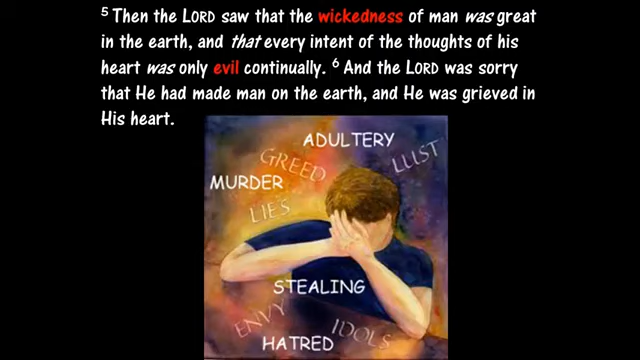 5 Then the LORD saw that the wickedness of man was great
in the earth, and that every intent of the thoughts of his
heart was only evil continually. 6 And the LORD was sorry
that He had made man on the earth, and He was grieved in
His heart.
ADULTERY
GREED
LUST
MURDER
LIES
STEALING
ENVY
IDOLS
HATRED